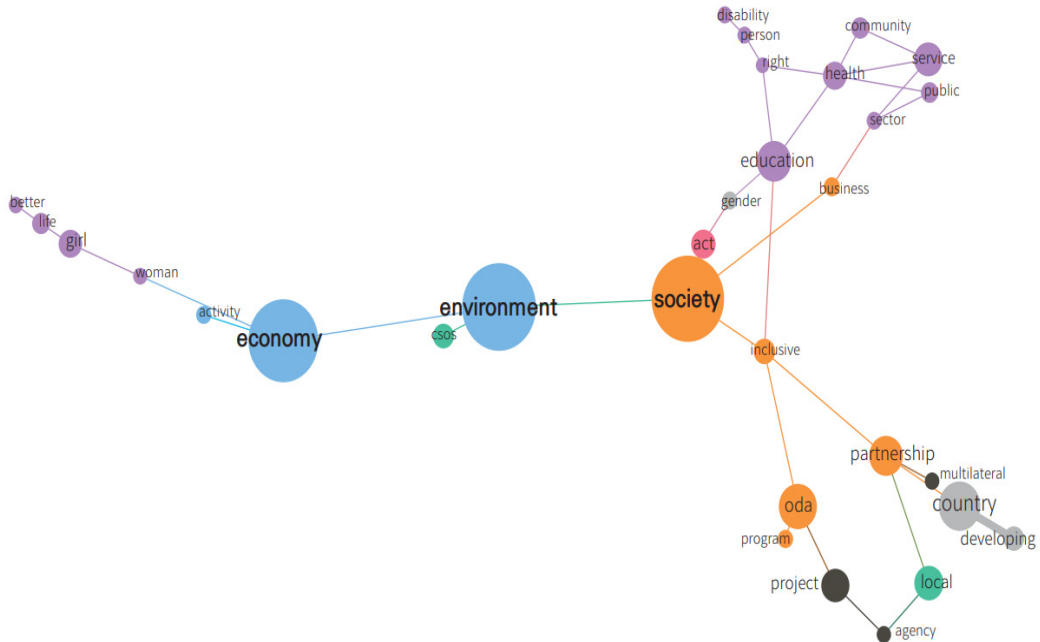 disability
community
person
service
right
health
public
sector
education
business
gender
better
life
girl
act
woman
society
environment
activity
economy
csos
inclusive
partnership
multilateral
oda
country
program
developing
project
local
agency